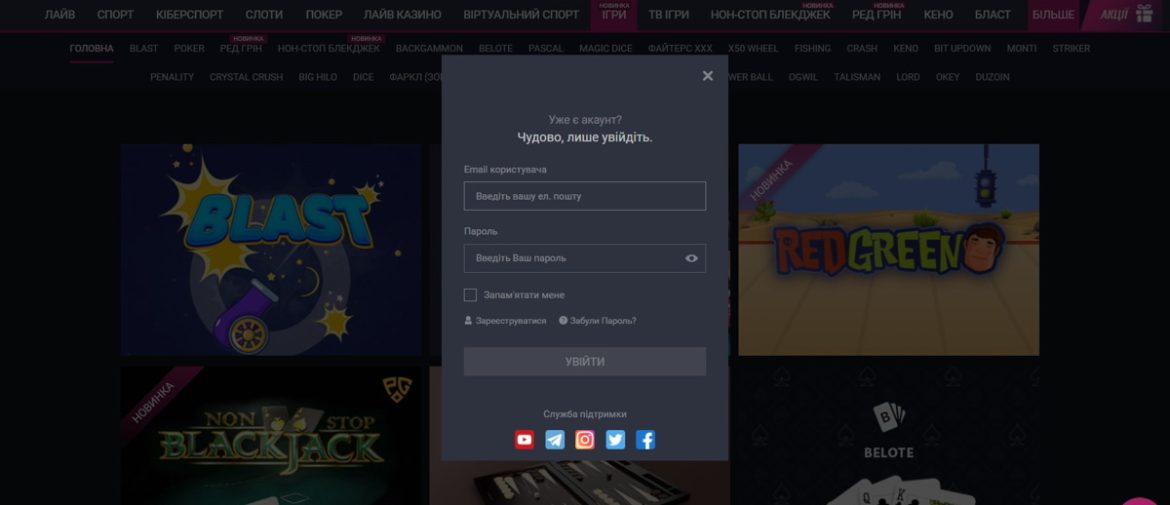 ЛАЙВ СПОРТ КІБЕРСПОРТ СЛОТИ ПОКЕР ЛАЙВ КАЗИНО ВІРТУАЛЬНИЙ СПОРТ НОВИНКА ІГРИ ТВ ІГРИ НОН-СТОП БЛЕКДЖЕК НОВИНКА РЕД ГРІН НОВИНКА КЕНО БЛАСТ БІЛЬШЕ АКЦІЇ
ГОЛОВНА BLAST POKER РЕД ГРІН НОВИНКА НОН-СТОП БЛЕКДЖЕК НОВИНКА BACKGAMMON BELOTE PASCAL MAGIC DICE ФАЙТЕРС XXX X50 WHEEL FISHING CRASH KENO BIT UPDOWN MONTI STRIKER
PENALITY CRYSTAL CRUSH BIG HILO DICE ФАРКЛ WER BALL OGWIL TALISMAN LORD OKEY DUZOIN
Уже є акаунт?
Чудово, лише увійдіть.
Email користувача
Введіть вашу ел. пошту
Пароль
Введіть Ваш пароль
Запам'ятати мене
Зареєструватися Забули Пароль?
УВІЙТИ
Служба підтримки
BLAST
НОВИНКА
REDGREEN
НОВИНКА
NON STOP
BLACKJACK
B
BELOTE